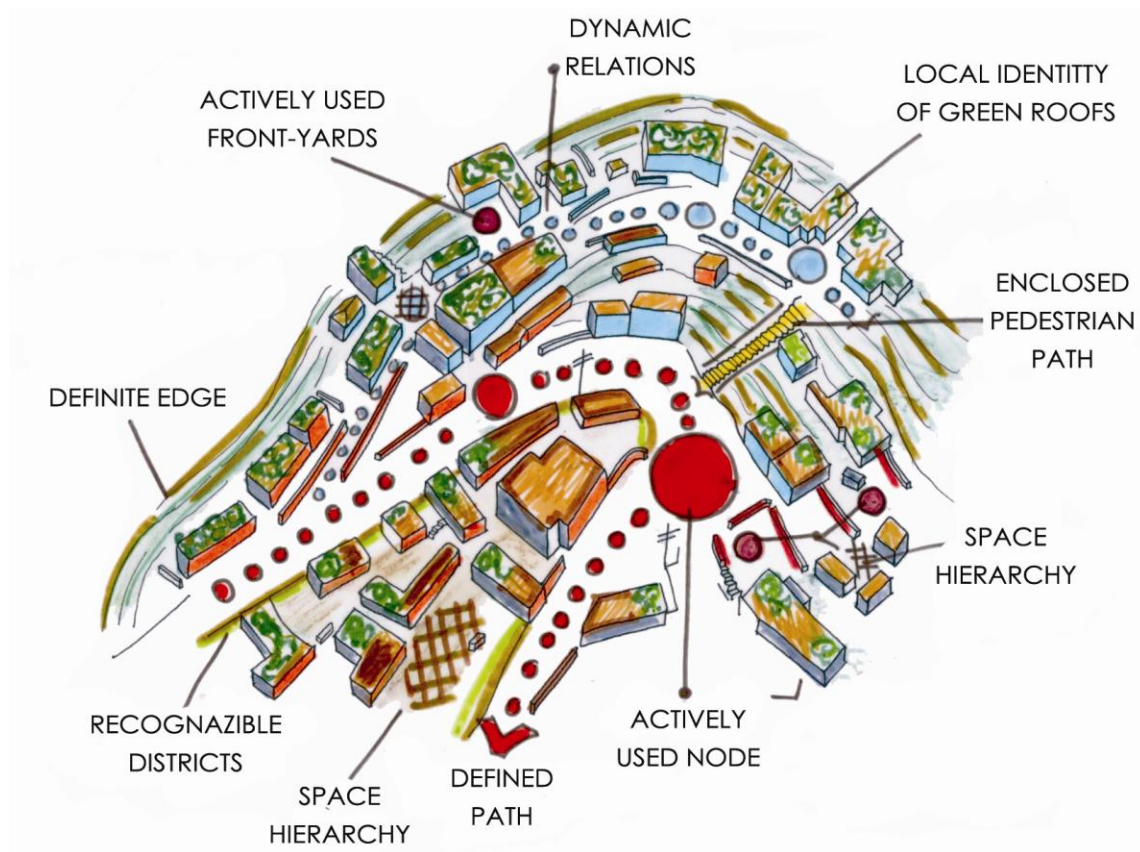 DYNAMIC
RELATIONS
LOCAL IDENTITTY
OF GREEN ROOFS
ACTIVELY USED
FRONT-YARDS
ENCLOSED
PEDESTRIAN
PATH
DEFINITE EDGE
SPACE
HIERARCHY
RECOGNAZIBLE
DISTRICTS
ACTIVELY
USED NODE
DEFINED
PATH
SPACE
HIERARCHY